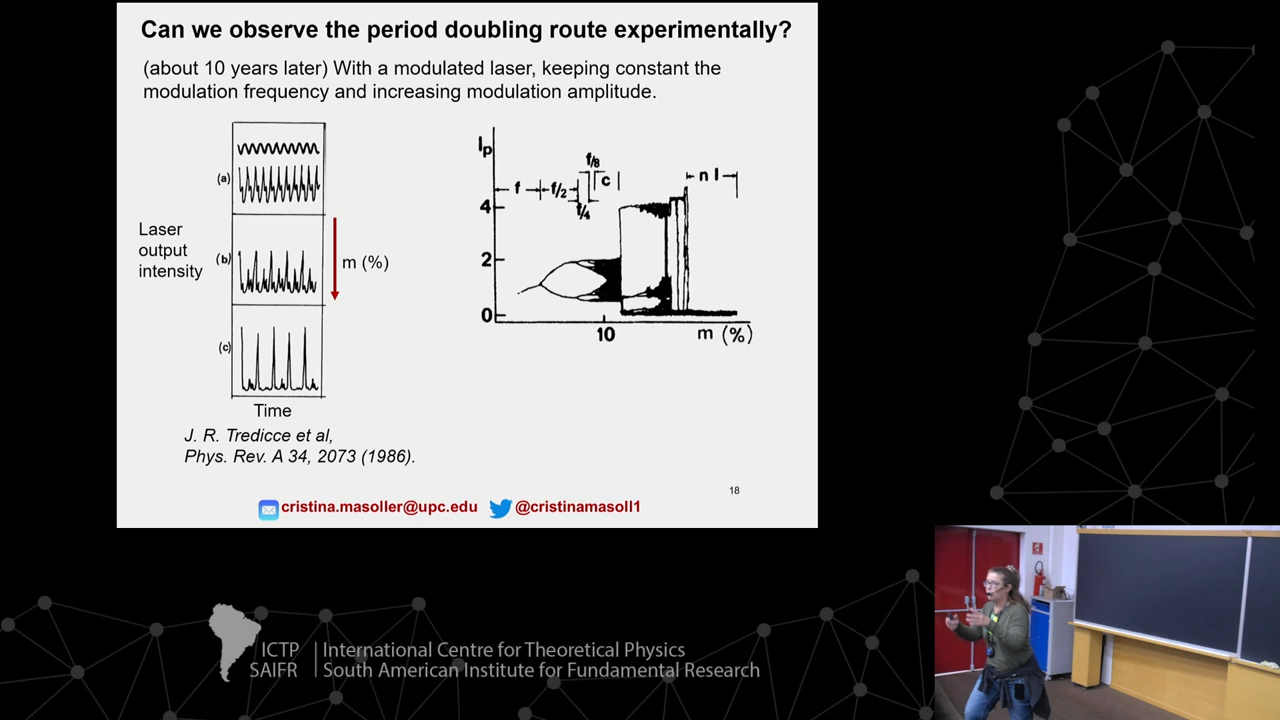 Can we observe the period doubling route experimentally?
(about 10 years later) With a modulated laser, keeping constant the
modulation frequency and increasing modulation amplitude.
(a)
(b)
(c)
Laser
output
intensity
m (%)
Time
Ip
f
f/2
f/4
f/8
c
n I
4
2
0
10
m (%)
J. R. Tredicce et al,
Phys. Rev. A 34, 2073 (1986).
18
cristina.masoller@upc.edu @cristinamasoll1
ICTP
SAIFR
International Centre for Theoretical Physics
South American Institute for Fundamental Research